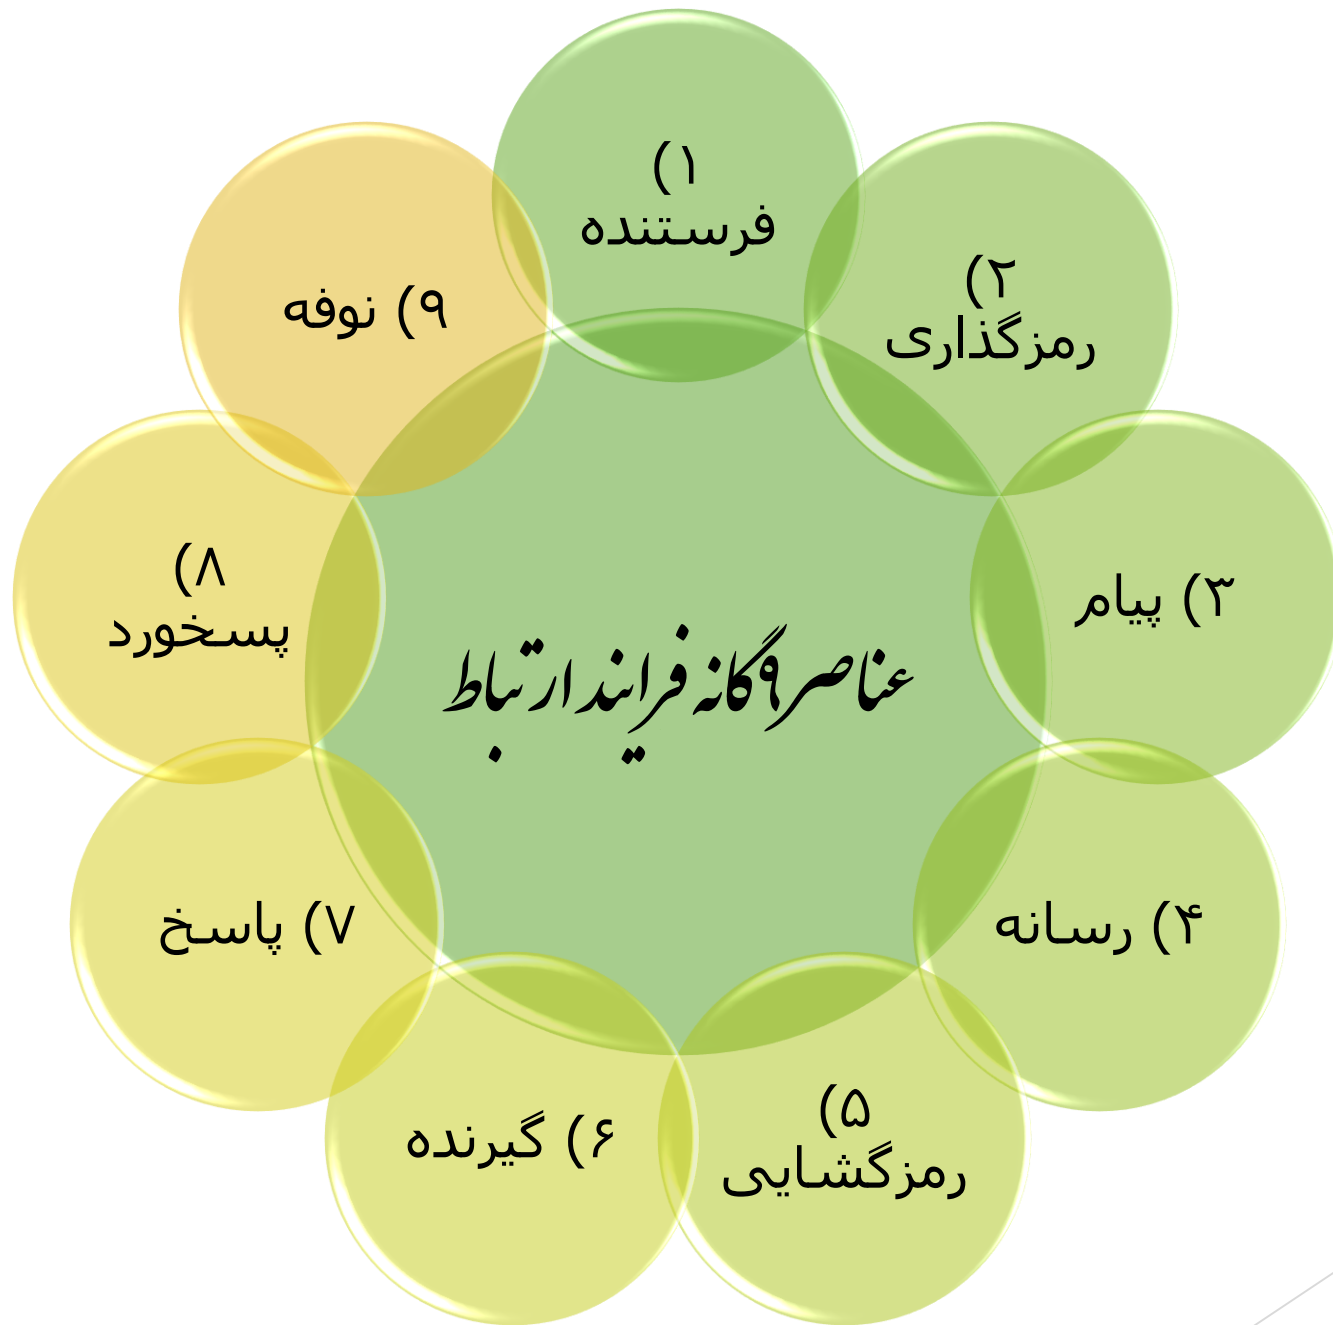 عناصر ۹گانه فرایند ارتباط
۱)
فرستنده
۲)
رمزگذاری
۳) پیام
۴) رسانه
۵)
رمزگشایی
۶) گیرنده
۷) پاسخ
۸)
پسخورد
۹) نوفه